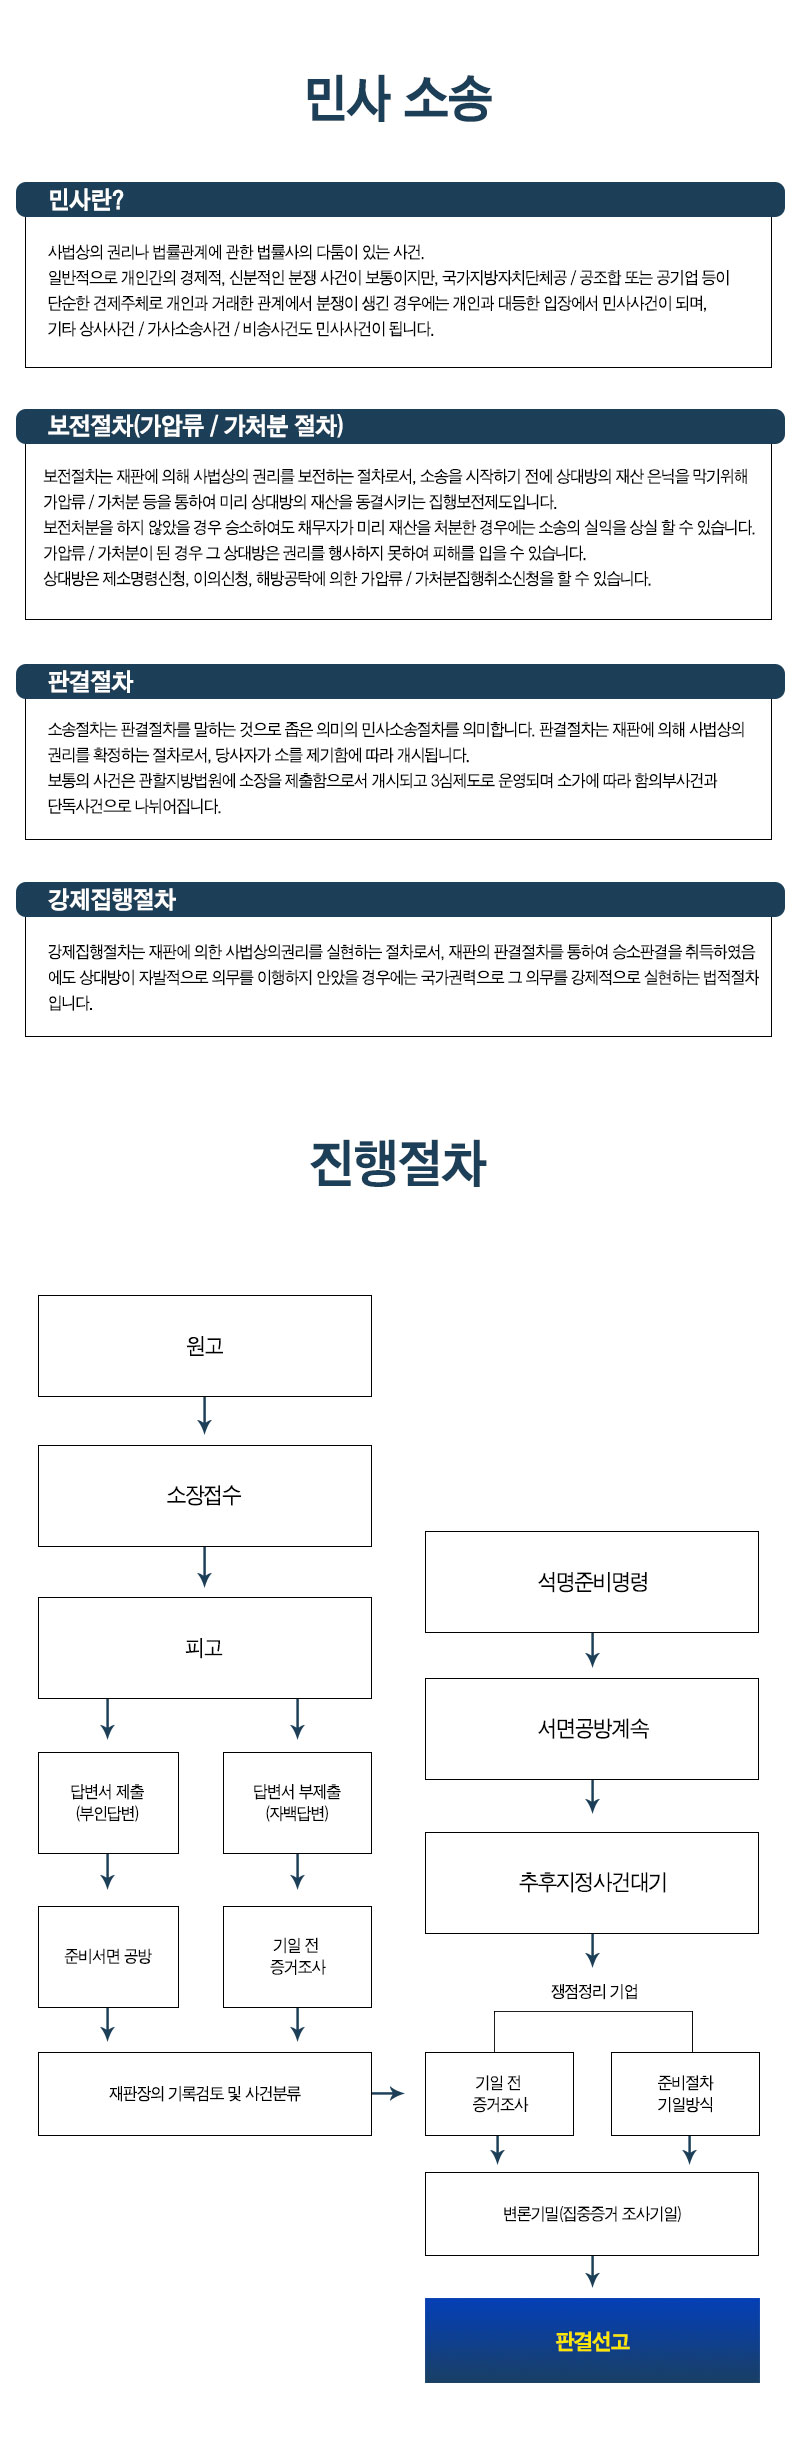 민사 소송
민사란?
사법상의 권리나 법률관계에 관한 법률사의 다툼이 있는 사건.
일반적으로 개인간의 경제적, 신분적인 분쟁 사건이 보통이지만, 국가지방자치단체공 / 공조합 또는 공기업 등이
단순한 견제주체로 개인과 거래한 관계에서 분쟁이 생긴 경우에는 개인과 대등한 입장에서 민사사건이 되며,
기타 상사사건 / 가사소송사건 / 비송사건도 민사사건이 됩니다.
보전절차(가압류 / 가처분 절차)
보전절차는 재판에 의해 사법상의 권리를 보전하는 절차로서, 소송을 시작하기 전에 상대방의 재산 은닉을 막기위해
가압류 / 가처분 등을 통하여 미리 상대방의 재산을 동결시키는 집행보전제도입니다.
보전처분을 하지 않았을 경우 승소하여도 채무자가 미리 재산을 처분한 경우에는 소송의 실익을 상실 할 수 있습니다.
가압류 / 가처분이 된 경우 그 상대방은 권리를 행사하지 못하여 피해를 입을 수 있습니다.
상대방은 제소명령신청, 이의신청, 해방공탁에 의한 가압류 / 가처분집행취소신청을 할 수 있습니다.
판결절차
소송절차는 판결절차를 말하는 것으로 좁은 의미의 민사소송절차를 의미합니다. 판결절차는 재판에 의해 사법상의
권리를 확정하는 절차로서, 당사자가 소를 제기함에 따라 개시됩니다.
보통의 사건은 관할지방법원에 소장을 제출함으로서 개시되고 3심제도로 운영되며 소가에 따라 함의부사건과
단독사건으로 나뉘어집니다.
강제집행절차
강제집행절차는 재판에 의한 사법상의권리를 실현하는 절차로서, 재판의 판결절차를 통하여 승소판결을 취득하였음
에도 상대방이 자발적으로 의무를 이행하지 안았을 경우에는 국가권력으로 그 의무를 강제적으로 실현하는 법적절차
입니다.
진행절차
원고
소장접수
피고
답변서 제출
(부인답변)
답변서 부제출
(자백답변)
준비서면 공방
기일 전
증거조사
재판장의 기록검토 및 사건분류
석명준비명령
서면공방계속
추후지정사건대기
쟁점정리 기업
기일 전
증거조사
준비절차
기일방식
변론기밀(집중증거 조사기일)
판결선고